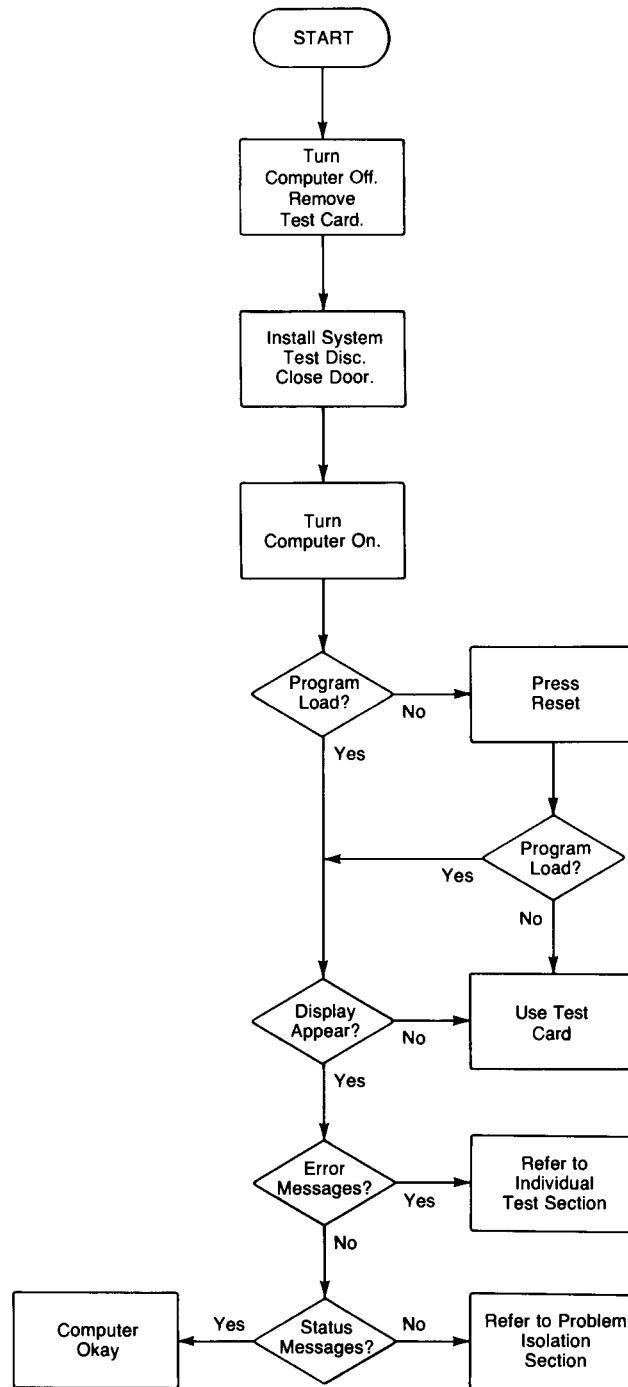 START
Turn
Computer Off.
Remove
Test Card.
Install System
Test Disc.
Close Door.
Turn
Computer On.
Program
Load?
No
Yes
Press
Reset
Program
Load?
Yes
No
Display
Appear?
No
Yes
Use Test
Card
Error
Messages?
Yes
No
Refer to
Individual
Test Section
Computer
Okay
Yes
Status
Messages?
No
Refer to Problem
Isolation
Section